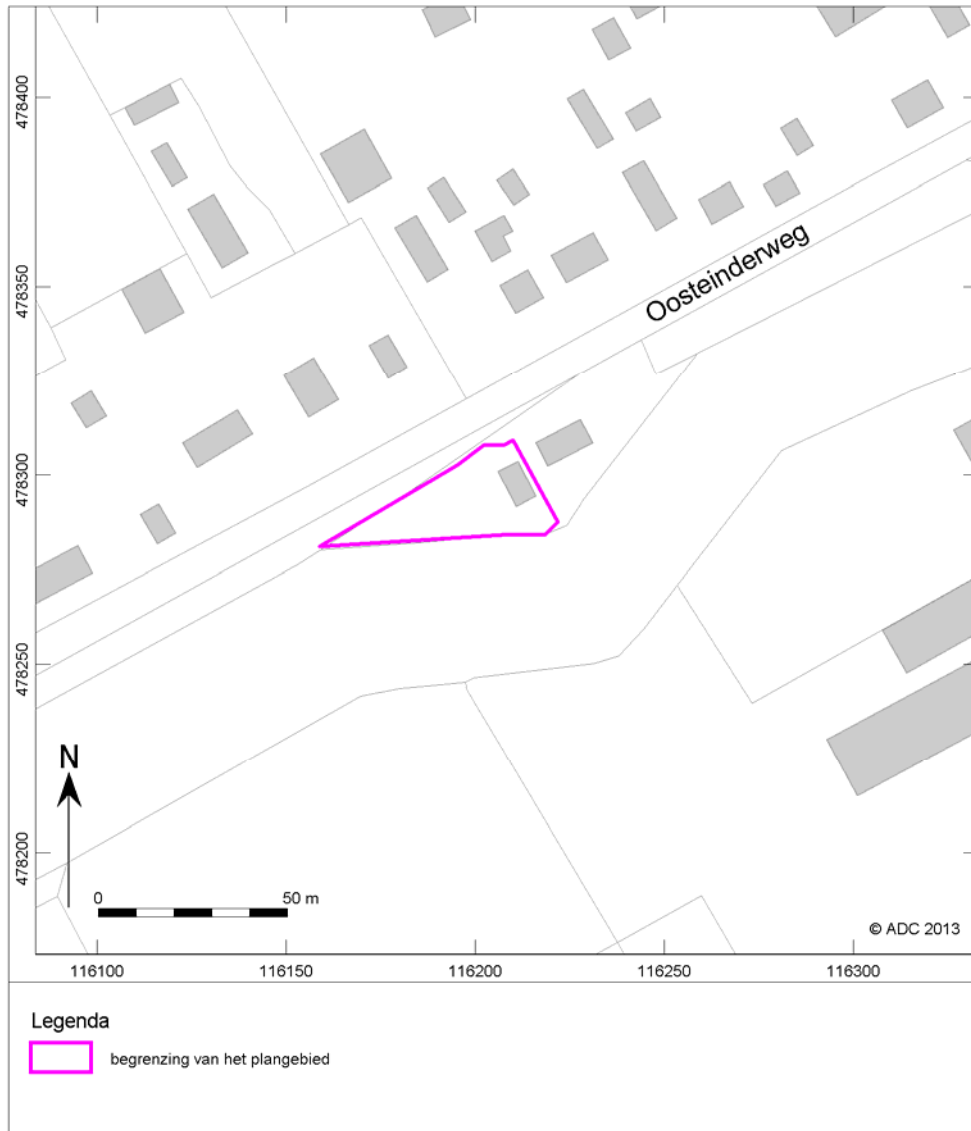 478400
478350
478300
478250
478200
Oosteinderweg
N
0 50 m
© ADC 2013
116100 116150 116200 116250 116300
Legenda
begrenzing van het plangebied